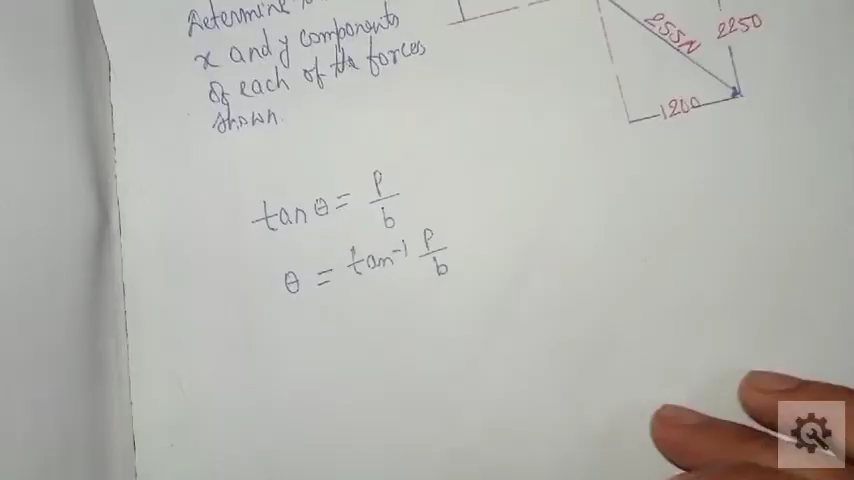 Determine
x and y components
of each of the forces
shown.
255N
2250
1200
tan θ = P/b
θ = tan⁻¹ P/b